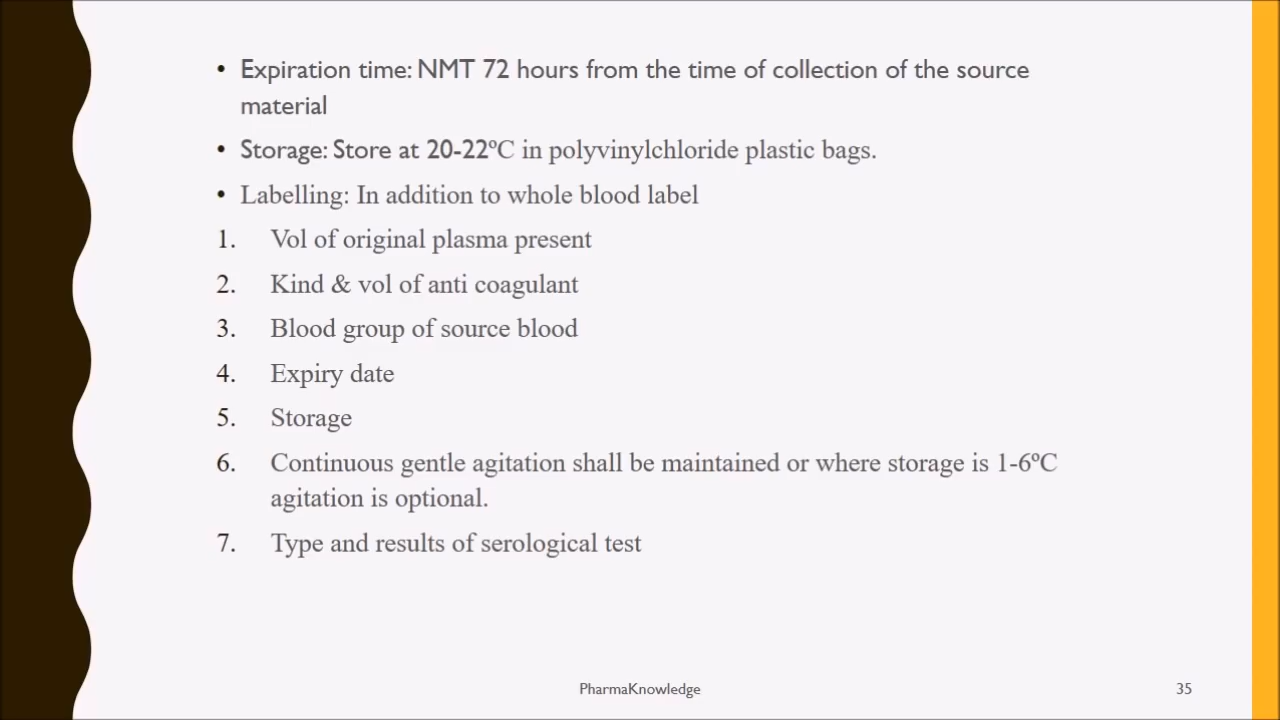 • Expiration time: NMT 72 hours from the time of collection of the source
material
• Storage: Store at 20-22ºC in polyvinylchloride plastic bags.
• Labelling: In addition to whole blood label
1. Vol of original plasma present
2. Kind & vol of anti coagulant
3. Blood group of source blood
4. Expiry date
5. Storage
6. Continuous gentle agitation shall be maintained or where storage is 1-6ºC
agitation is optional.
7. Type and results of serological test
PharmaKnowledge
35